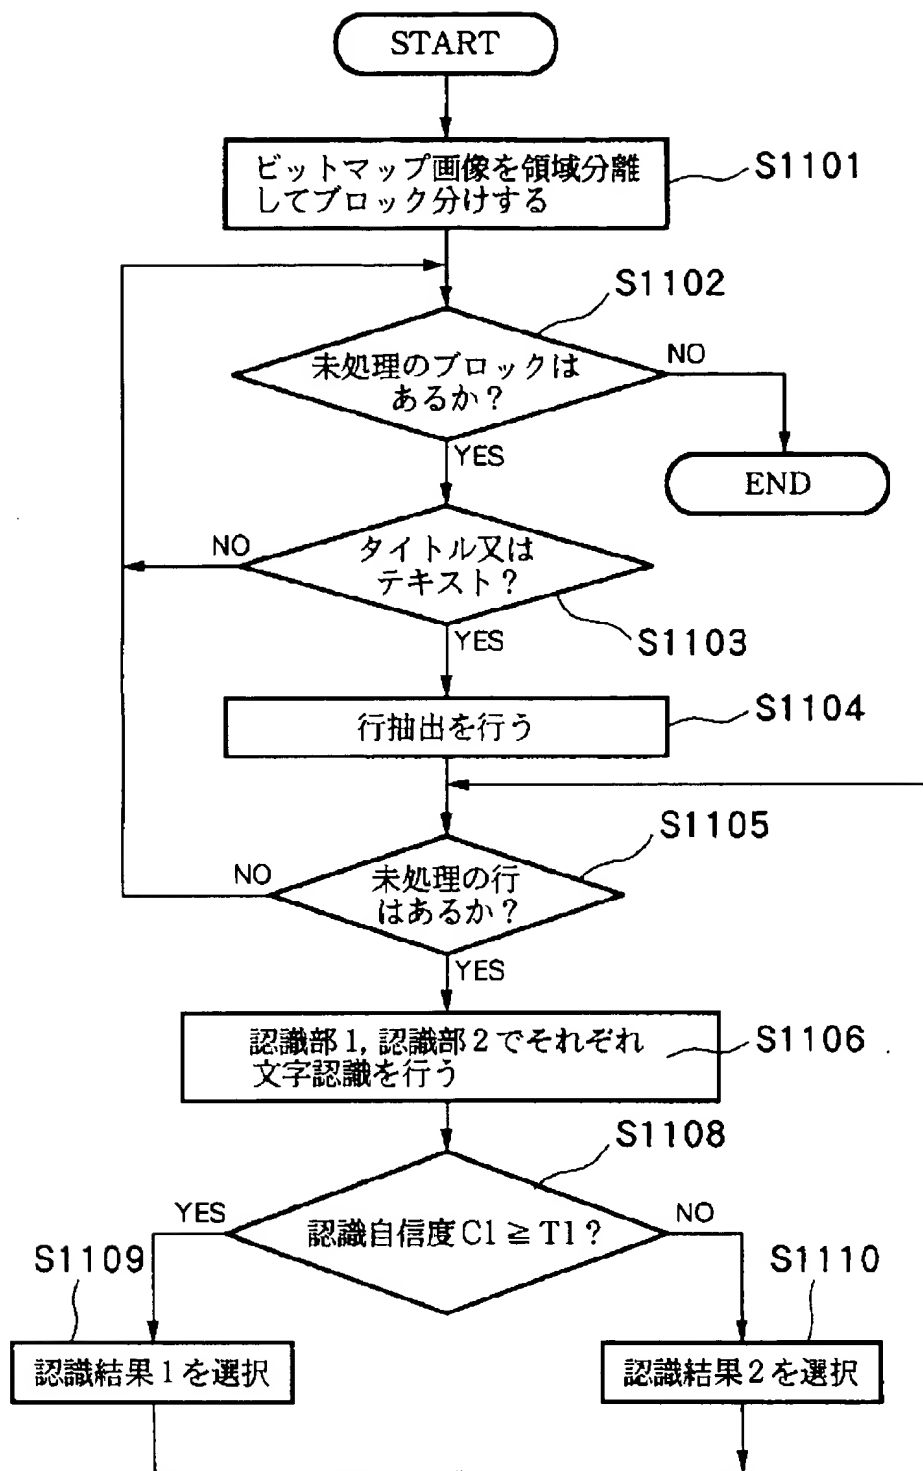 START
ビットマップ画像を領域分離
してブロック分けする
S1101
S1102
未処理のブロックは
あるか？
NO
YES
END
タイトル又は
テキスト？
NO
YES
S1103
行抽出を行う
S1104
S1105
未処理の行
はあるか？
NO
YES
認識部1, 認識部2でそれぞれ
文字認識を行う
S1106
S1108
認識自信度C1≧T1？
YES
NO
S1109
S1110
認識結果1を選択
認識結果2を選択